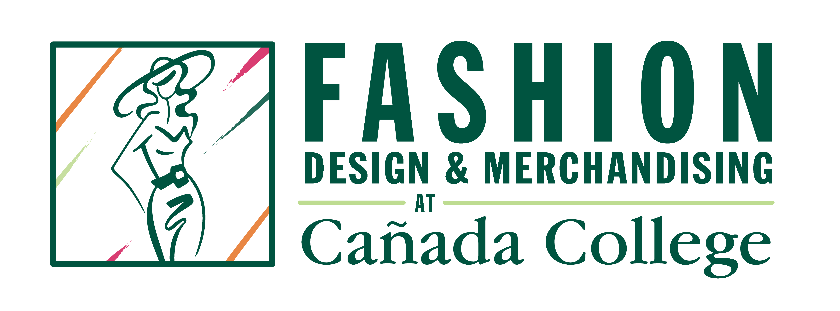 FASHION
DESIGN & MERCHANDISING
AT
Cañada College